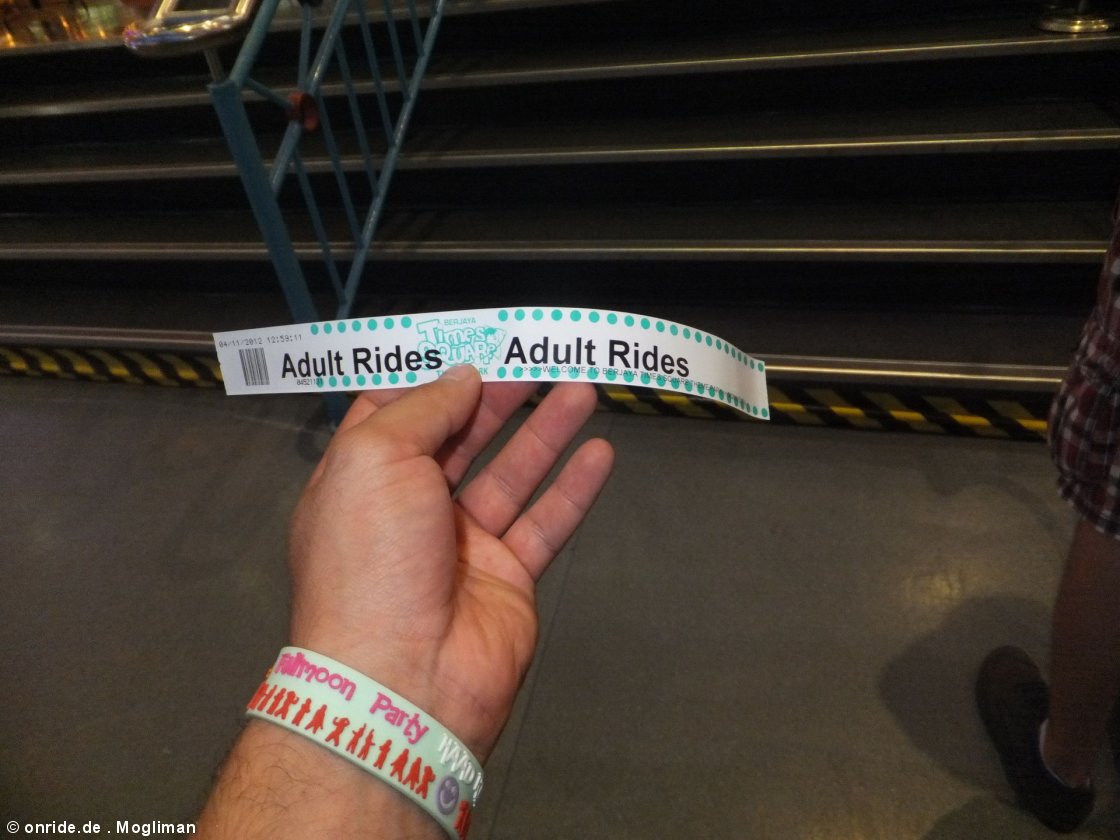 04/11/2012 12:59:11
Adult Rides
BERJAYA
Times
SQUARE
PARK
Adult Rides
>>>>>WELCOME TO BERJAYA TIMES SQUARE THEME PARK
Fullmoon Party
© onride.de . Mogliman